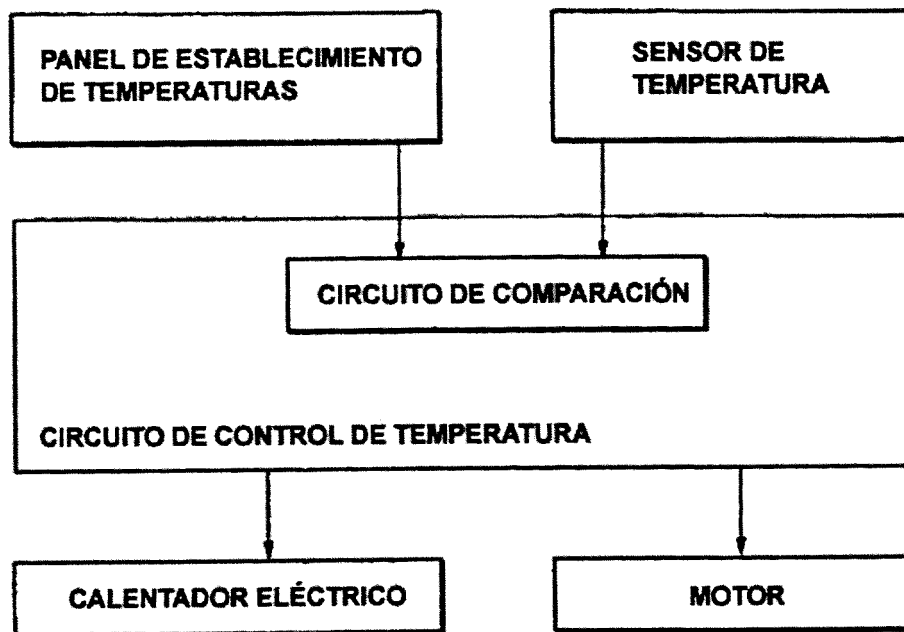 PANEL DE ESTABLECIMIENTO
DE TEMPERATURAS
SENSOR DE
TEMPERATURA
CIRCUITO DE COMPARACIÓN
CIRCUITO DE CONTROL DE TEMPERATURA
CALENTADOR ELÉCTRICO
MOTOR